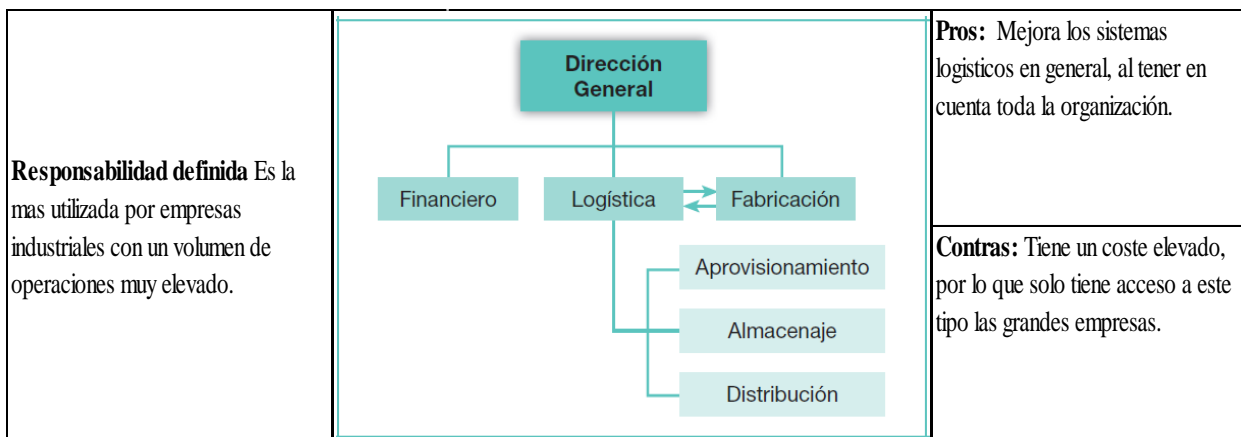 Responsabilidad definida Es la
mas utilizada por empresas
industriales con un volumen de
operaciones muy elevado.
Dirección
General
Financiero
Logística
Fabricación
Aprovisionamiento
Almacenaje
Distribución
Pros: Mejora los sistemas
logisticos en general, al tener en
cuenta toda la organización.
Contras: Tiene un coste elevado,
por lo que solo tiene acceso a este
tipo las grandes empresas.